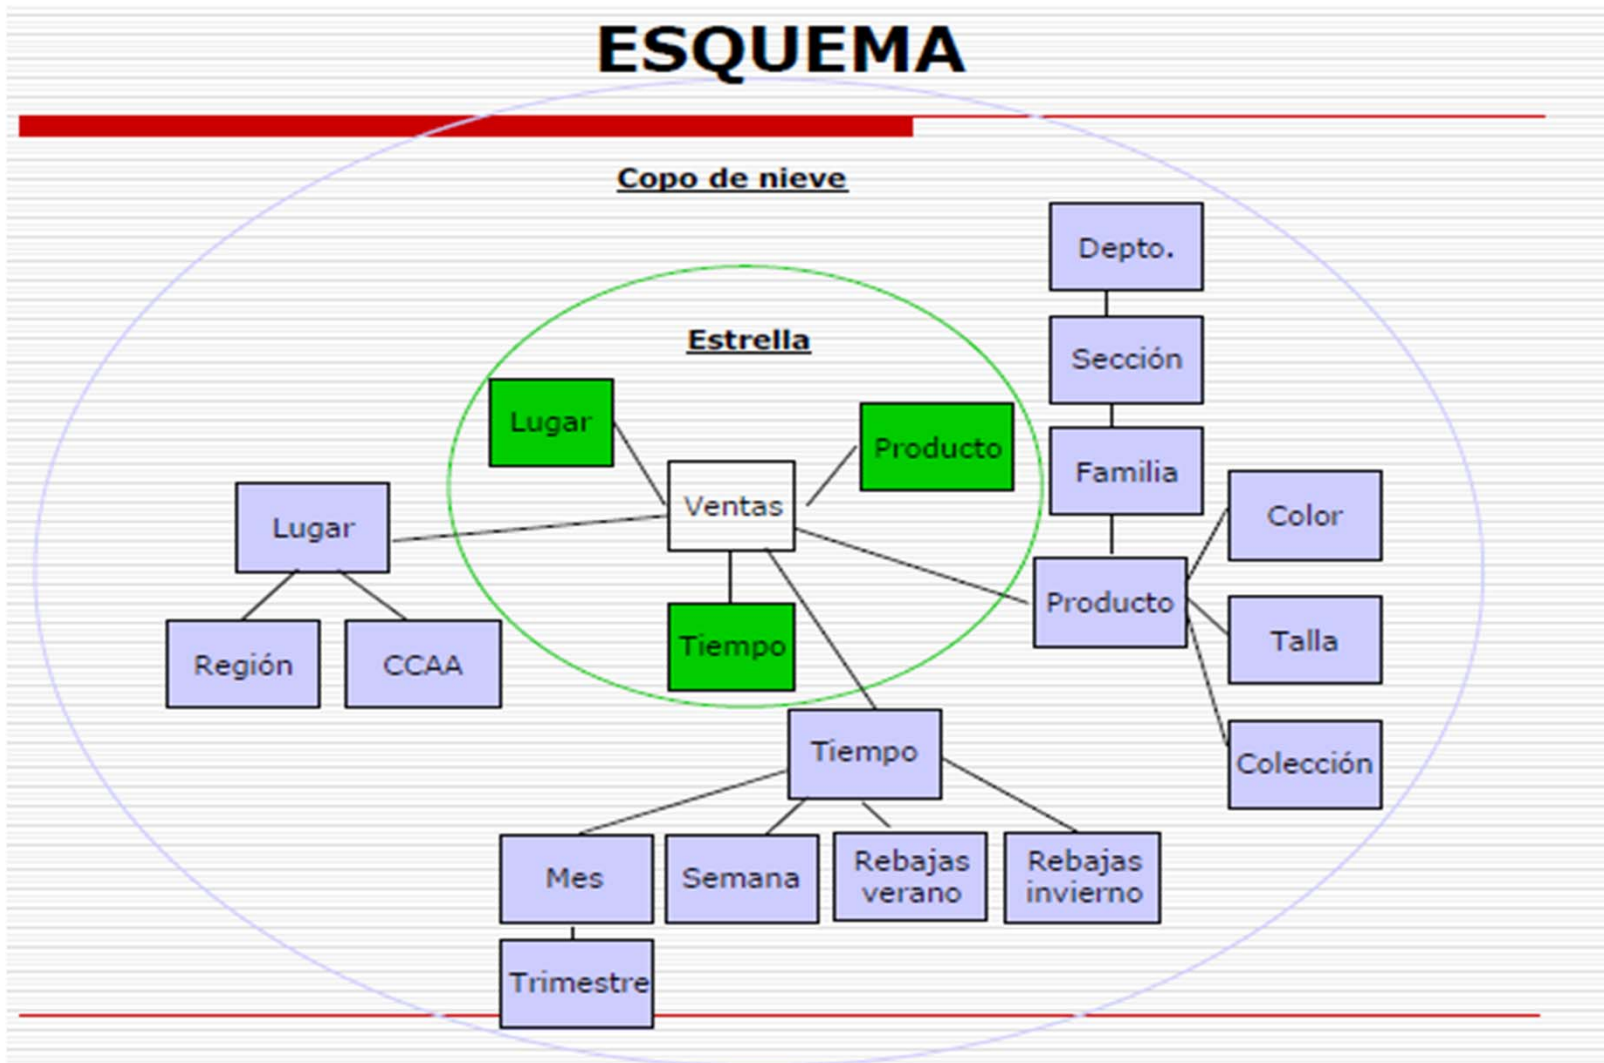 ESQUEMA
Copo de nieve
Depto.
Sección
Estrella
Lugar
Producto
Familia
Ventas
Color
Lugar
Producto
Tiempo
Talla
Región
CCAA
Tiempo
Colección
Mes
Semana
Rebajas
verano
Rebajas
invierno
Trimestre